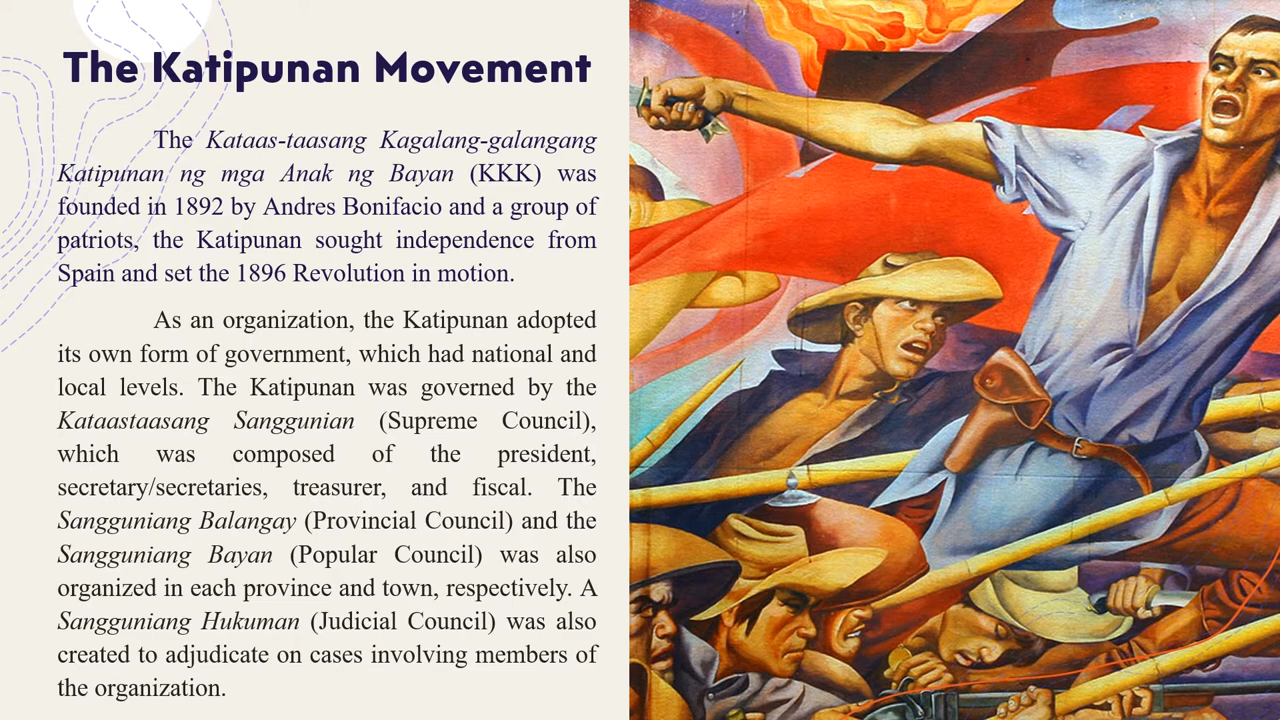 The Katipunan Movement
The Kataas-taasang Kagalang-galangang
Katipunan ng mga Anak ng Bayan (KKK) was
founded in 1892 by Andres Bonifacio and a group of
patriots, the Katipunan sought independence from
Spain and set the 1896 Revolution in motion.
As an organization, the Katipunan adopted
its own form of government, which had national and
local levels. The Katipunan was governed by the
Kataastaasang Sanggunian (Supreme Council),
which was composed of the president,
secretary/secretaries, treasurer, and fiscal. The
Sangguniang Balangay (Provincial Council) and the
Sangguniang Bayan (Popular Council) was also
organized in each province and town, respectively. A
Sangguniang Hukuman (Judicial Council) was also
created to adjudicate on cases involving members of
the organization.